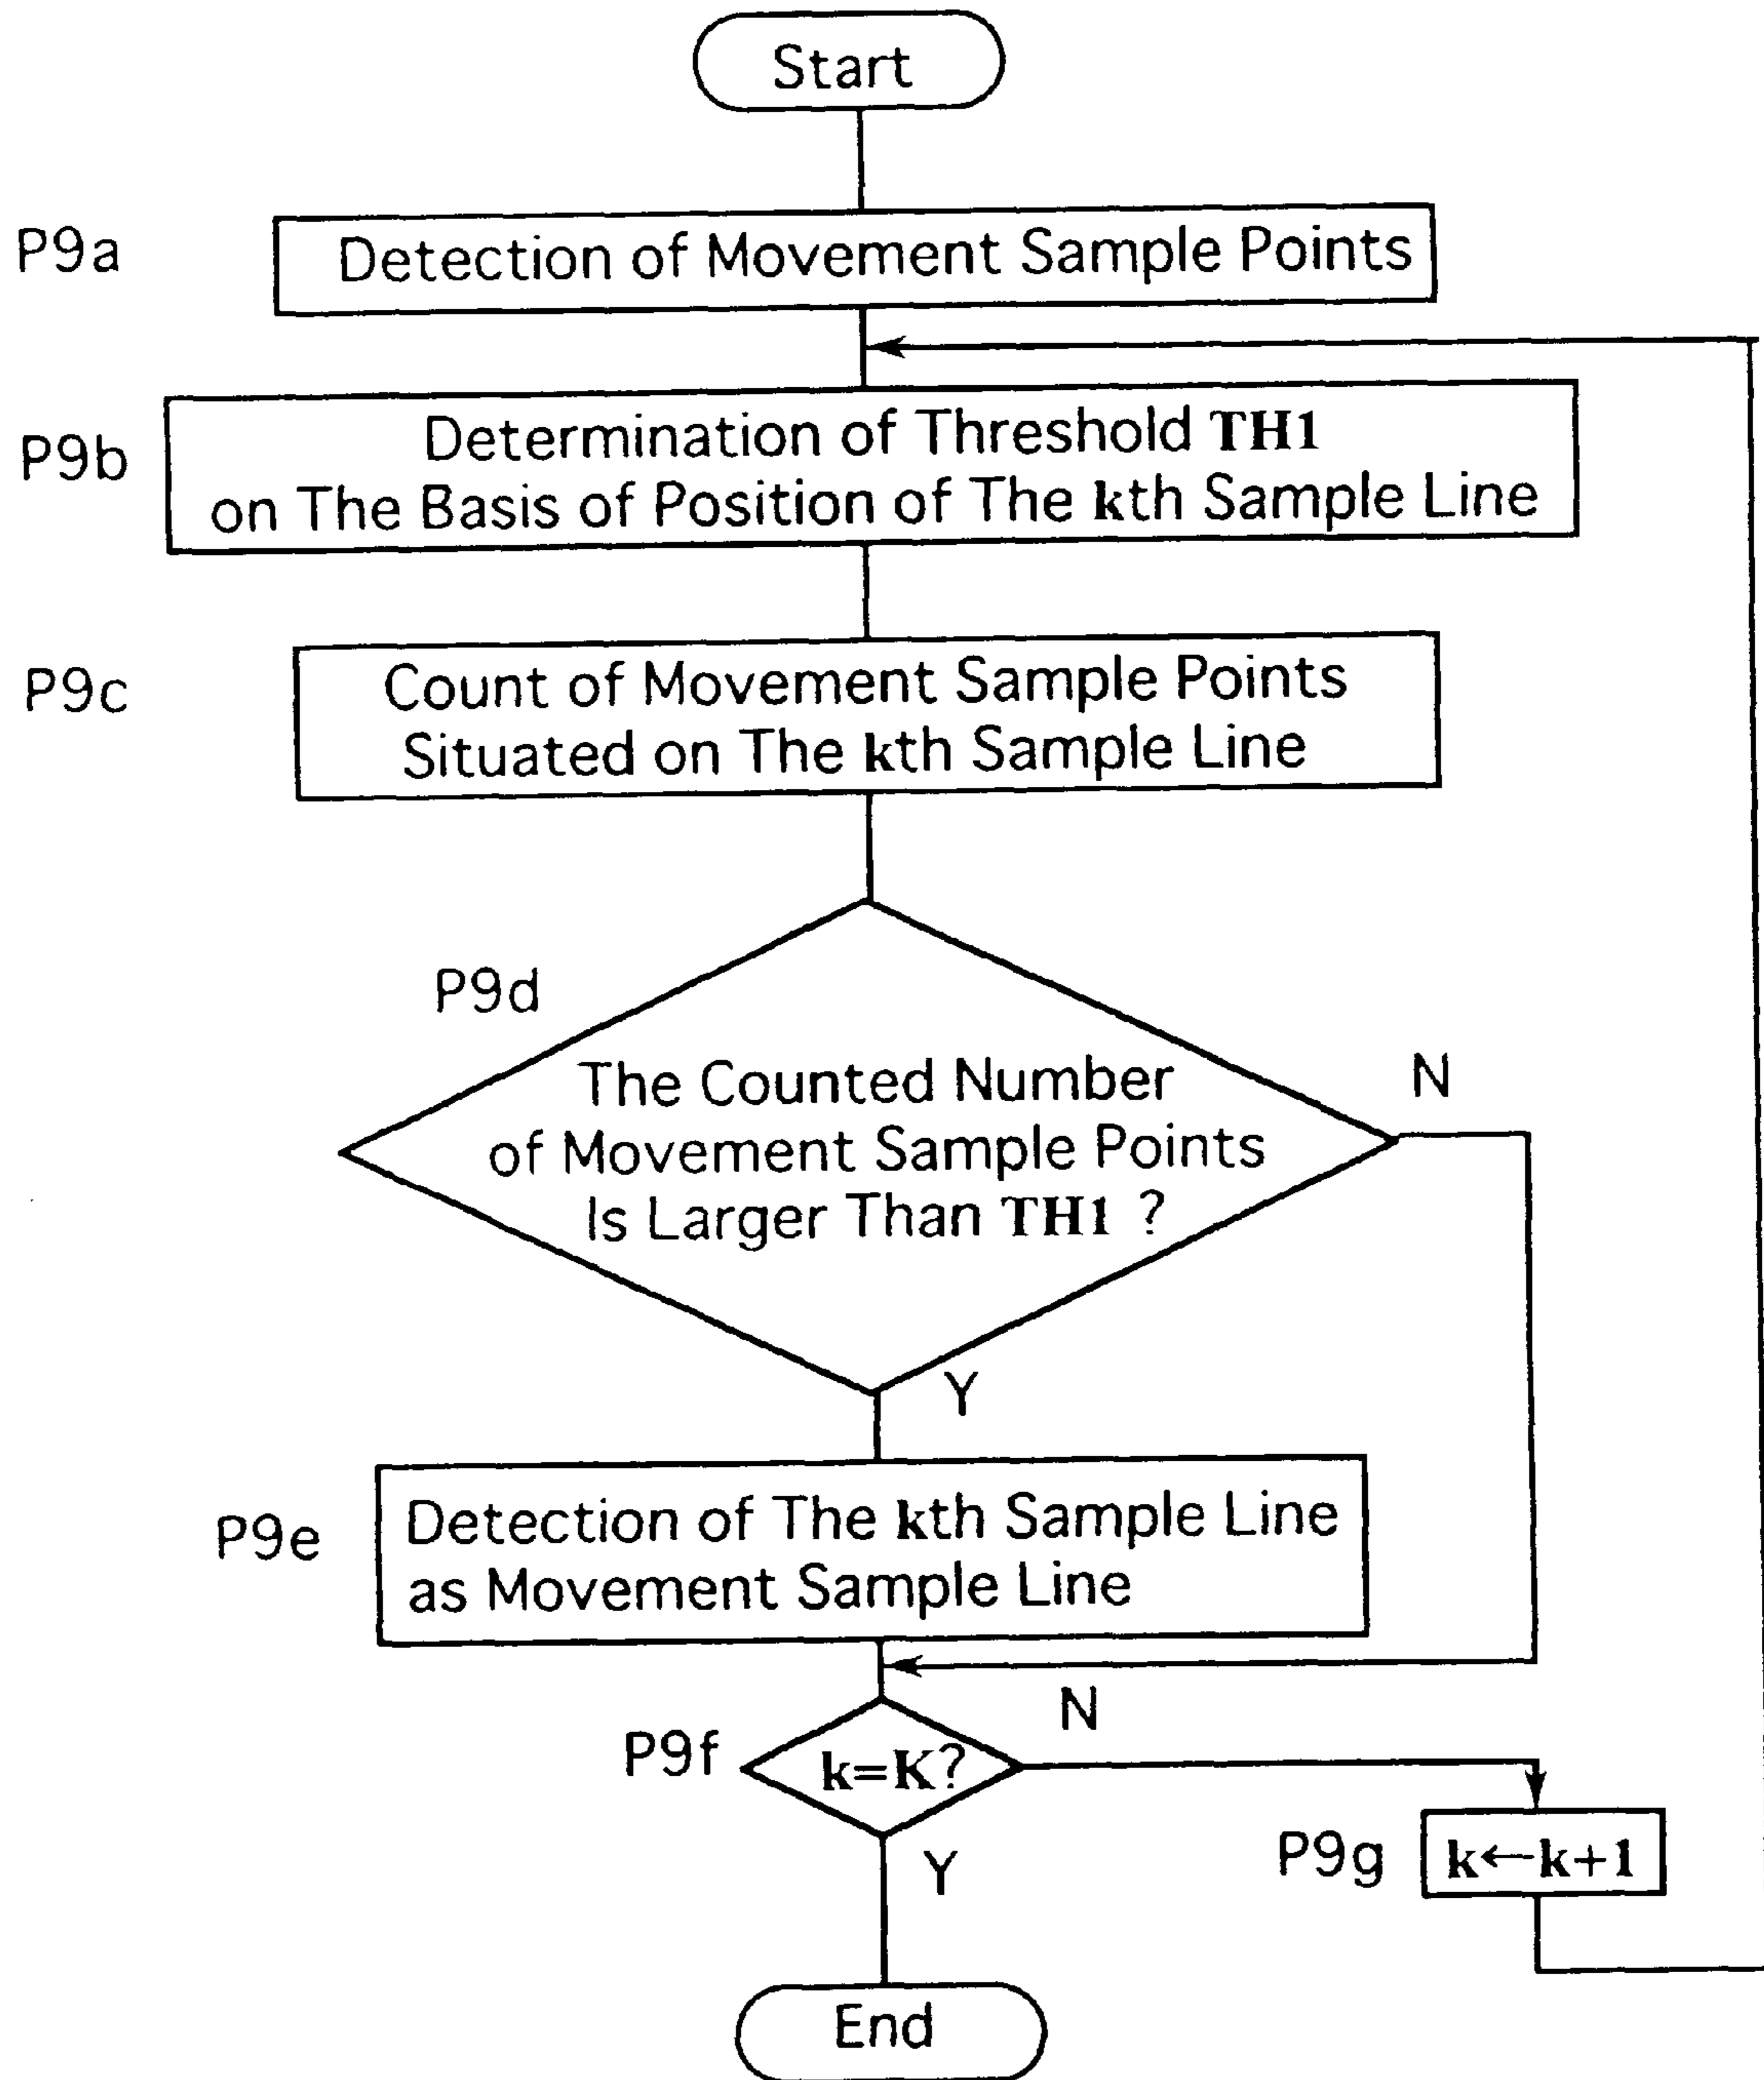 Start
P9a
Detection of Movement Sample Points
P9b
Determination of Threshold TH1
on The Basis of Position of The kth Sample Line
P9c
Count of Movement Sample Points
Situated on The kth Sample Line
P9d
The Counted Number
of Movement Sample Points
Is Larger Than TH1 ?
N
Y
P9e
Detection of The kth Sample Line
as Movement Sample Line
P9f
k=K?
N
Y
P9g
k←k+1
End